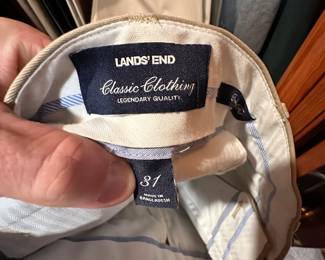 LANDS' END
Classic Clothing
LEGENDARY QUALITY.
31
MADE IN
BANGLADESH